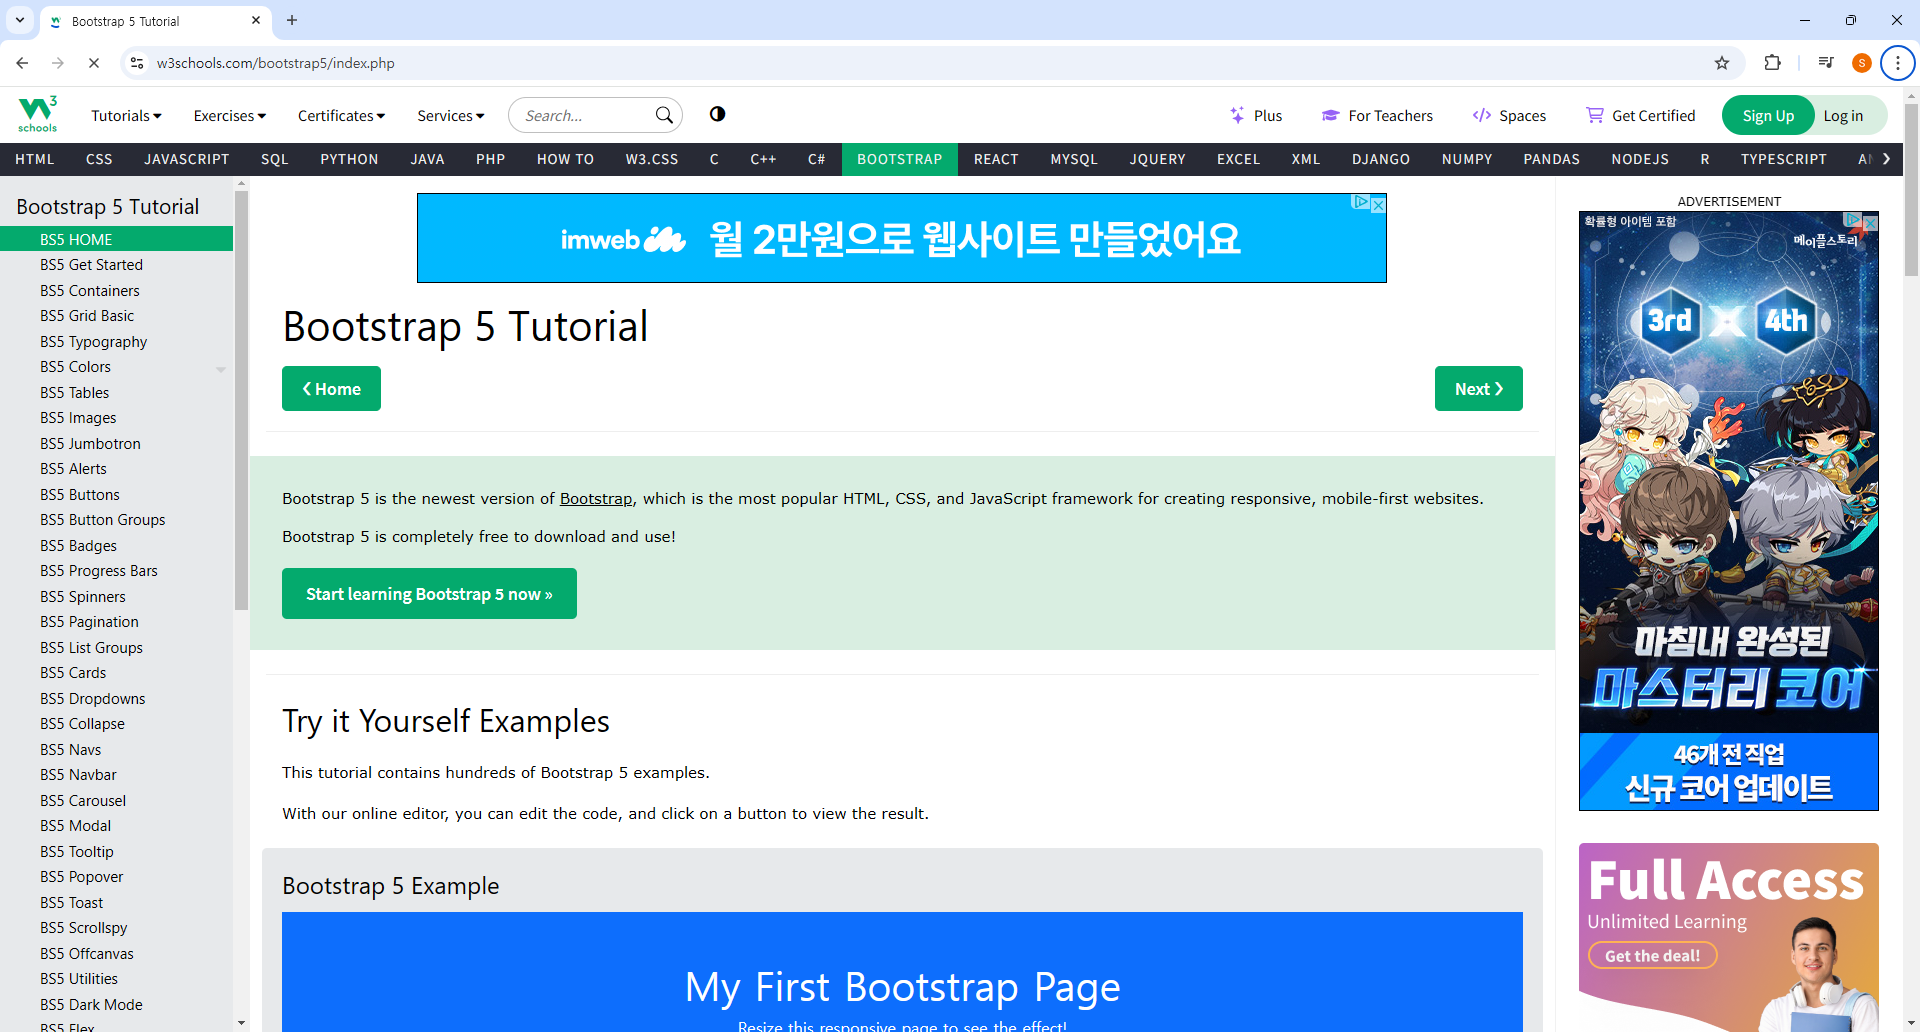 Bootstrap 5 Tutorial
w3schools.com/bootstrap5/index.php
S
W3
schools
Tutorials
Exercises
Certificates
Services
Search...
Plus
For Teachers
Spaces
Get Certified
Sign Up
Log in
HTML CSS JAVASCRIPT SQL PYTHON JAVA PHP HOW TO W3.CSS C C++ C# BOOTSTRAP REACT MYSQL JQUERY EXCEL XML DJANGO NUMPY PANDAS NODEJS R TYPESCRIPT
Bootstrap 5 Tutorial
BS5 HOME
BS5 Get Started
BS5 Containers
BS5 Grid Basic
BS5 Typography
BS5 Colors
BS5 Tables
BS5 Images
BS5 Jumbotron
BS5 Alerts
BS5 Buttons
BS5 Button Groups
BS5 Badges
BS5 Progress Bars
BS5 Spinners
BS5 Pagination
BS5 List Groups
BS5 Cards
BS5 Dropdowns
BS5 Collapse
BS5 Navs
BS5 Navbar
BS5 Carousel
BS5 Modal
BS5 Tooltip
BS5 Popover
BS5 Toast
BS5 Scrollspy
BS5 Offcanvas
BS5 Utilities
BS5 Dark Mode
BS5 Flex
imweb 월 2만원으로 웹사이트 만들었어요
Bootstrap 5 Tutorial
❮ Home
Next ❯
Bootstrap 5 is the newest version of Bootstrap, which is the most popular HTML, CSS, and JavaScript framework for creating responsive, mobile-first websites.
Bootstrap 5 is completely free to download and use!
Start learning Bootstrap 5 now »
Try it Yourself Examples
This tutorial contains hundreds of Bootstrap 5 examples.
With our online editor, you can edit the code, and click on a button to view the result.
Bootstrap 5 Example
My First Bootstrap Page
Resize this responsive page to see the effect!
ADVERTISEMENT
확률형 아이템 포함
메이플스토리
3rd X 4th
마침내 완성된
마스터리 코어
46개 전 직업
신규 코어 업데이트
Full Access
Unlimited Learning
Get the deal!